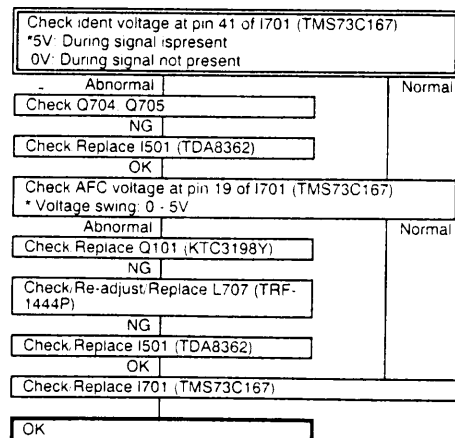 Check ident voltage at pin 41 of I701 (TMS73C167)
*5V: During signal ispresent
0V: During signal not present
Abnormal
Normal
Check Q704 Q705
NG
Check Replace I501 (TDA8362)
OK
Check AFC voltage at pin 19 of I701 (TMS73C167)
* Voltage swing: 0 - 5V
Abnormal
Normal
Check Replace Q101 (KTC3198Y)
NG
Check/Re-adjust/Replace L707 (TRF-
1444P)
NG
Check/Replace I501 (TDA8362)
OK
Check/Replace I701 (TMS73C167)
OK